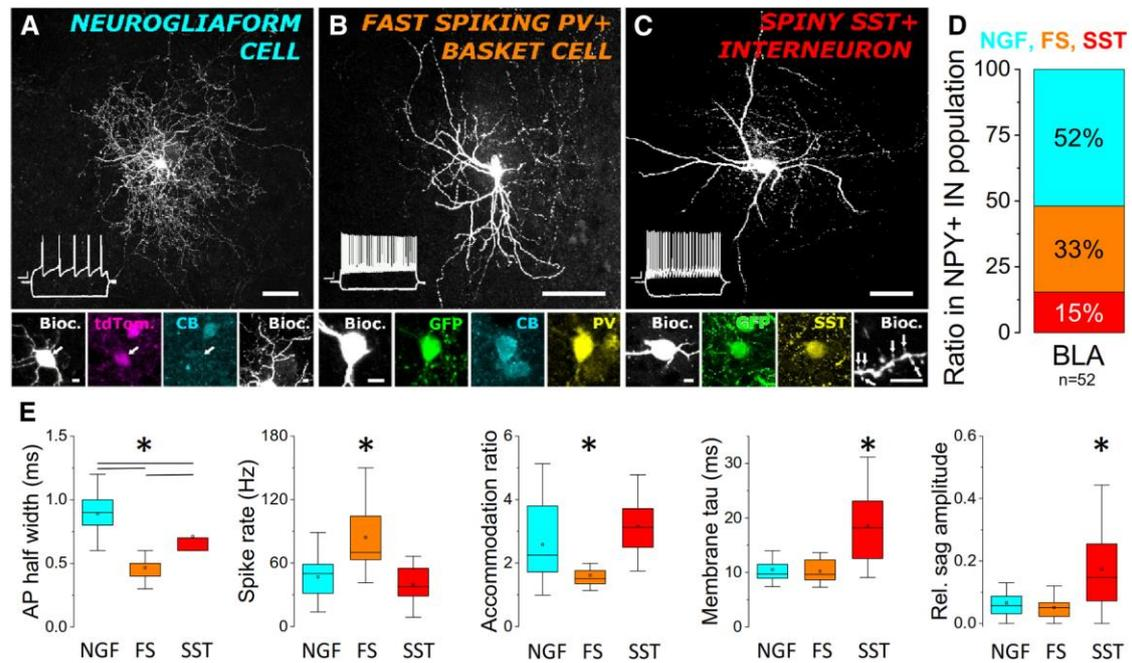 A
NEUROGLIAFORM
CELL
B
FAST SPIKING PV+
BASKET CELL
C
SPINY SST+
INTERNEURON
D
NGF, FS, SST
Ratio in NPY+ IN population
100
75
50
25
0
52%
33%
15%
BLA
n=52
Bioc.
tdTom.
CB
Bioc.
Bioc.
GFP
CB
PV
Bioc.
GFP
SST
Bioc.
E
AP half width (ms)
1.5
1.0
0.5
0.0
*
NGF FS SST
Spike rate (Hz)
180
120
60
0
*
NGF FS SST
Accommodation ratio
6
4
2
0
*
NGF FS SST
Membrane tau (ms)
30
20
10
0
*
NGF FS SST
Rel. sag amplitude
0.6
0.4
0.2
0.0
*
NGF FS SST